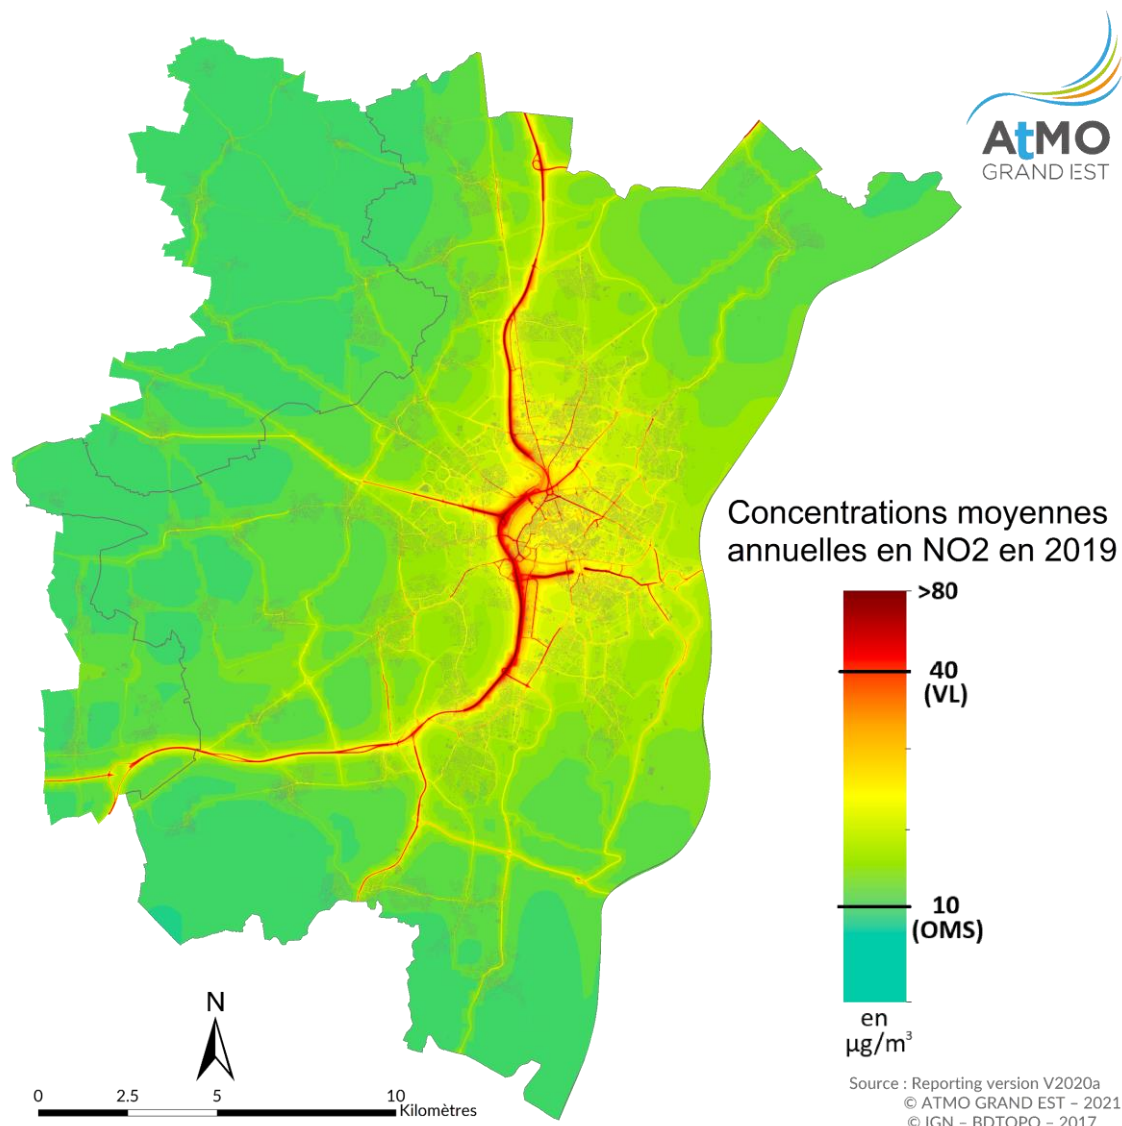 AtMO
GRAND EST
Concentrations moyennes
annuelles en NO2 en 2019
>80
40
(VL)
10
(OMS)
en
µg/m³
N
0 2.5 5 10
Kilomètres
Source : Reporting version V2020a
© ATMO GRAND EST – 2021
© IGN – BDTOPO – 2017